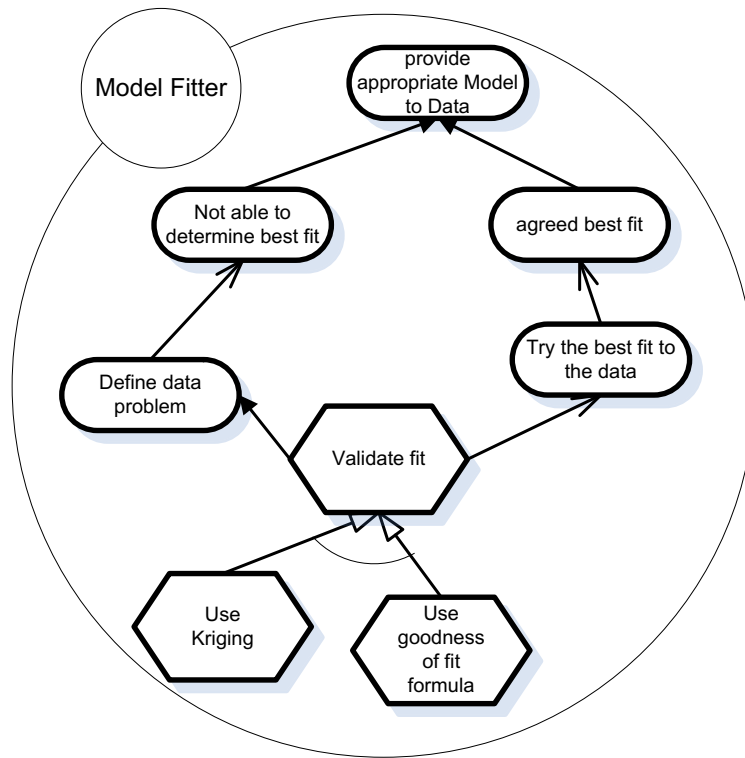 Model Fitter
provide
appropriate Model
to Data
Not able to
determine best fit
agreed best fit
Try the best fit to
the data
Define data
problem
Validate fit
Use
Kriging
Use
goodness
of fit
formula